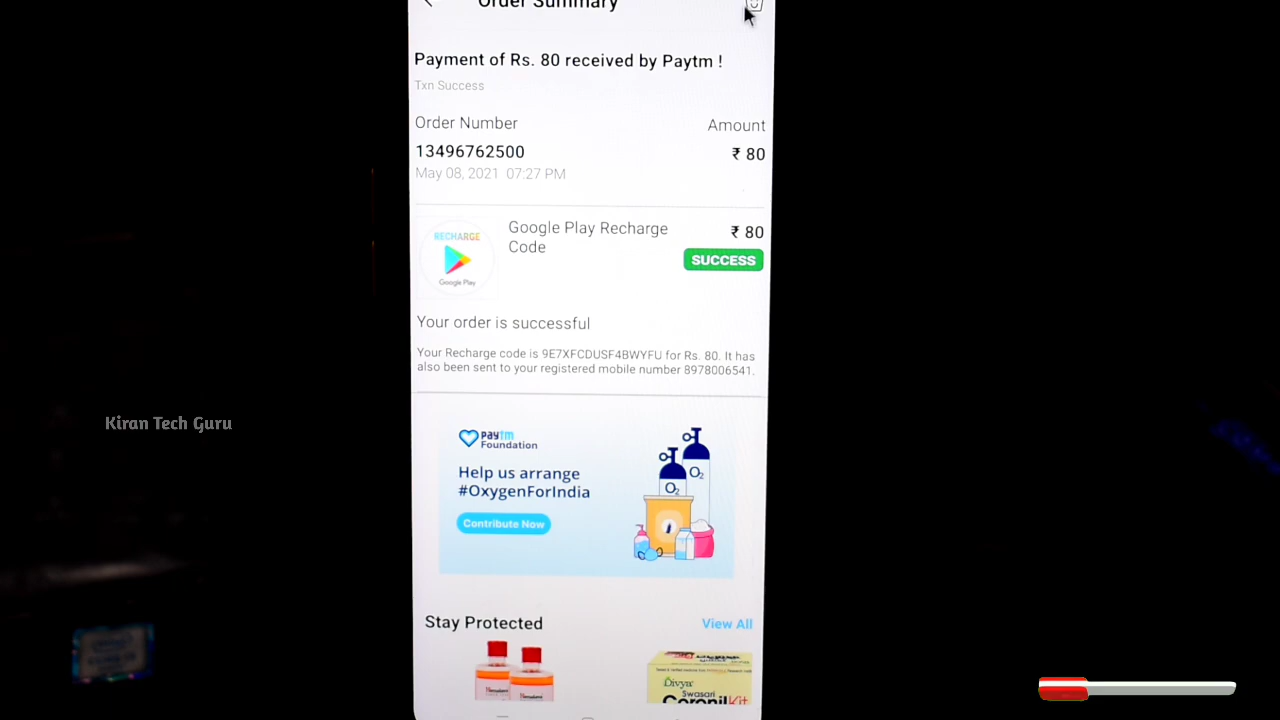 Order Summary
Payment of Rs. 80 received by Paytm !
Txn Success
Order Number
Amount
13496762500
₹ 80
May 08, 2021 07:27 PM
RECHARGE
Google Play
Google Play Recharge
Code
₹ 80
SUCCESS
Your order is successful
Your Recharge code is 9E7XFCDUSF4BWYFU for Rs. 80. It has
also been sent to your registered mobile number 8978006541.
Kiran Tech Guru
paytm
Foundation
Help us arrange
#OxygenForIndia
Contribute Now
O₂
O₂
Stay Protected
View All
Himalaya
Himalaya
Divya
Swasari
CoronilKit